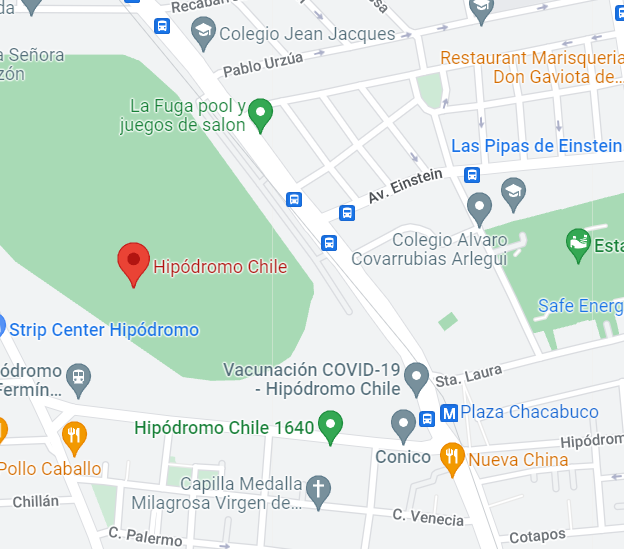 Recabarren
da
Colegio Jean Jacques
Pablo Urzúa
a Señora
zón
Restaurant Marisqueria
Don Gaviota de...
La Fuga pool y
juegos de salon
Las Pipas de Einstein
Av. Einstein
Colegio Alvaro
Covarrubias Arlegui
Esta
Hipódromo Chile
Safe Energ
Strip Center Hipódromo
Vacunación COVID-19
- Hipódromo Chile
ódromo
Fermín...
Sta. Laura
M Plaza Chacabuco
Hipódromo Chile 1640
Hipódrom
Conico
Nueva China
Pollo Caballo
Capilla Medalla
Milagrosa Virgen de...
Chillán
C. Venecia
C. Palermo
Cotapos